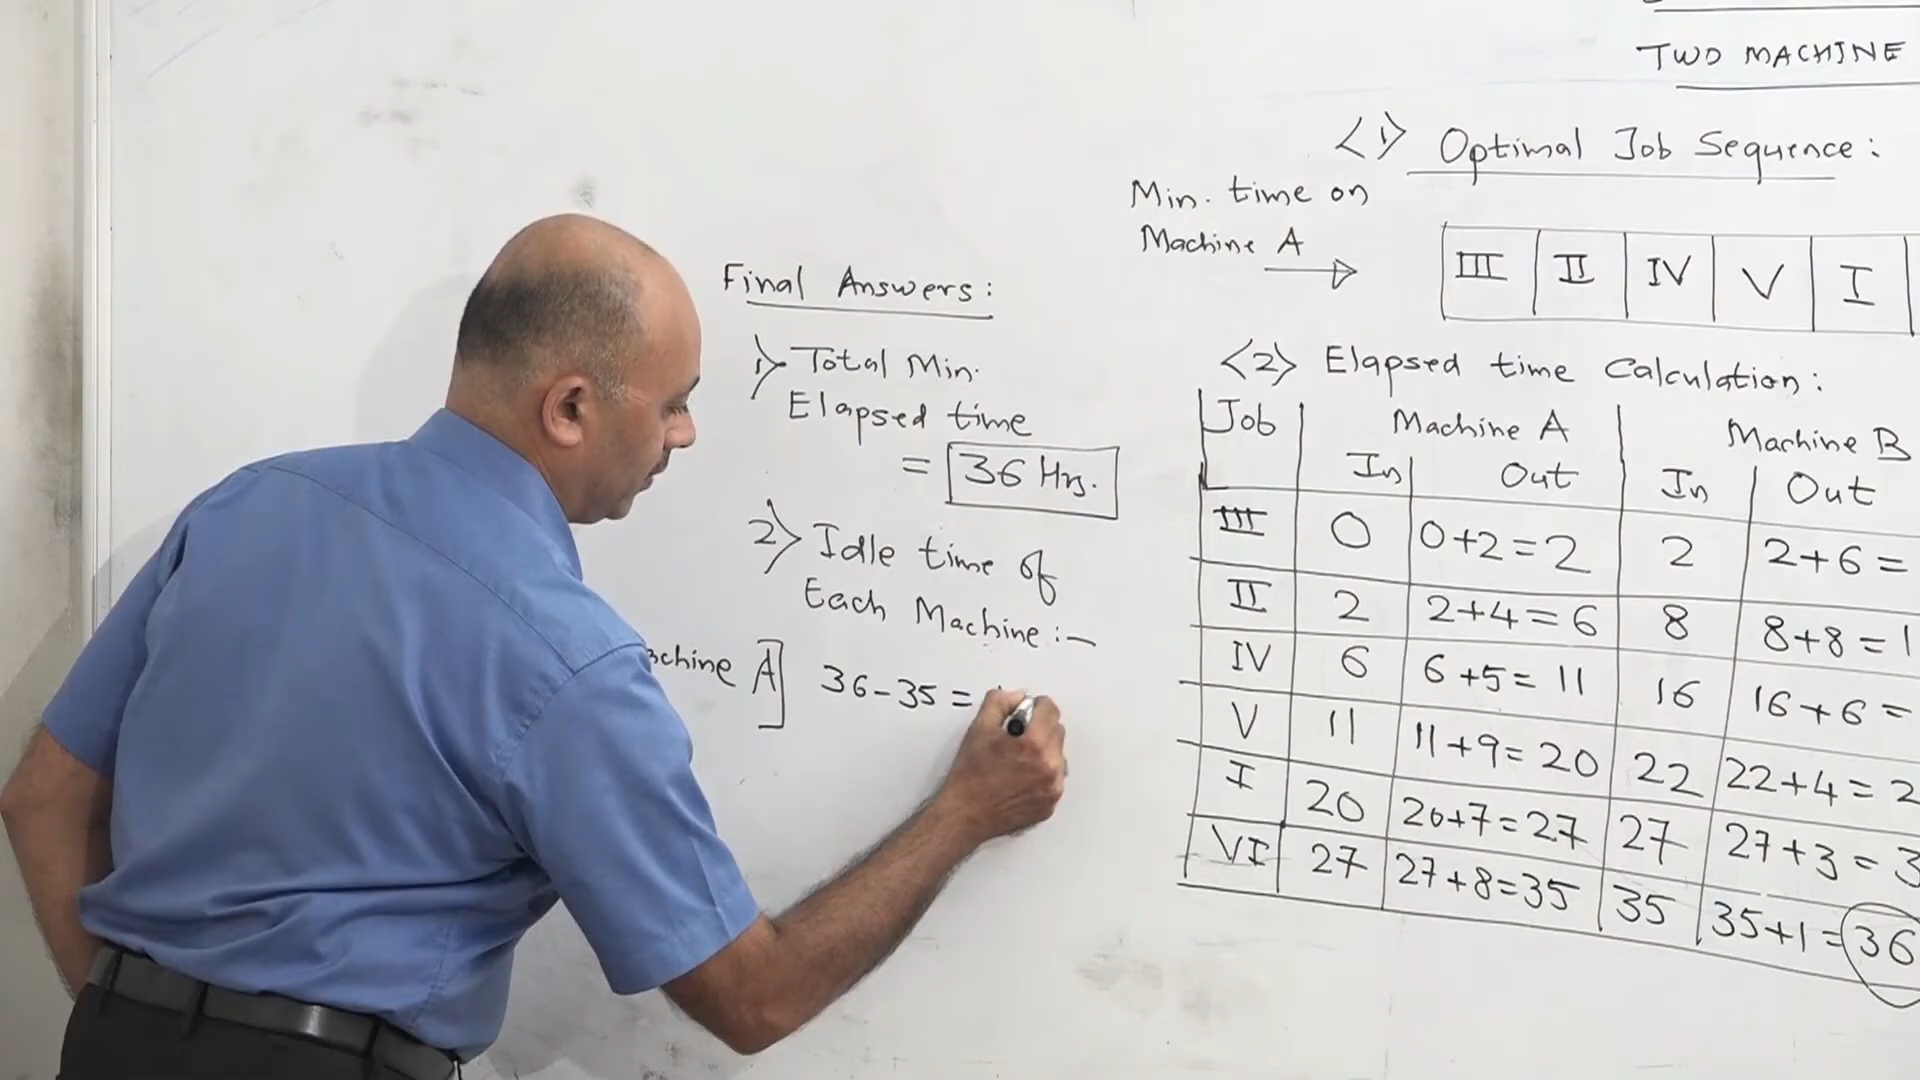 TWO MACHINE
<1> Optimal Job Sequence:
Min. time on
Machine A
III II IV V I
Final Answers:
1> Total Min.
Elapsed time
= 36 Hrs.
2> Idle time of
Each Machine:-
achine A] 36-35=
<2> Elapsed time Calculation:
Job Machine A Machine B
In Out In Out
III 0 0+2=2 2 2+6=
II 2 2+4=6 8 8+8=1
IV 6 6+5=11 16 16+6=
V 11 11+9=20 22 22+4=2
I 20 20+7=27 27 27+3=3
VI 27 27+8=35 35 35+1=36